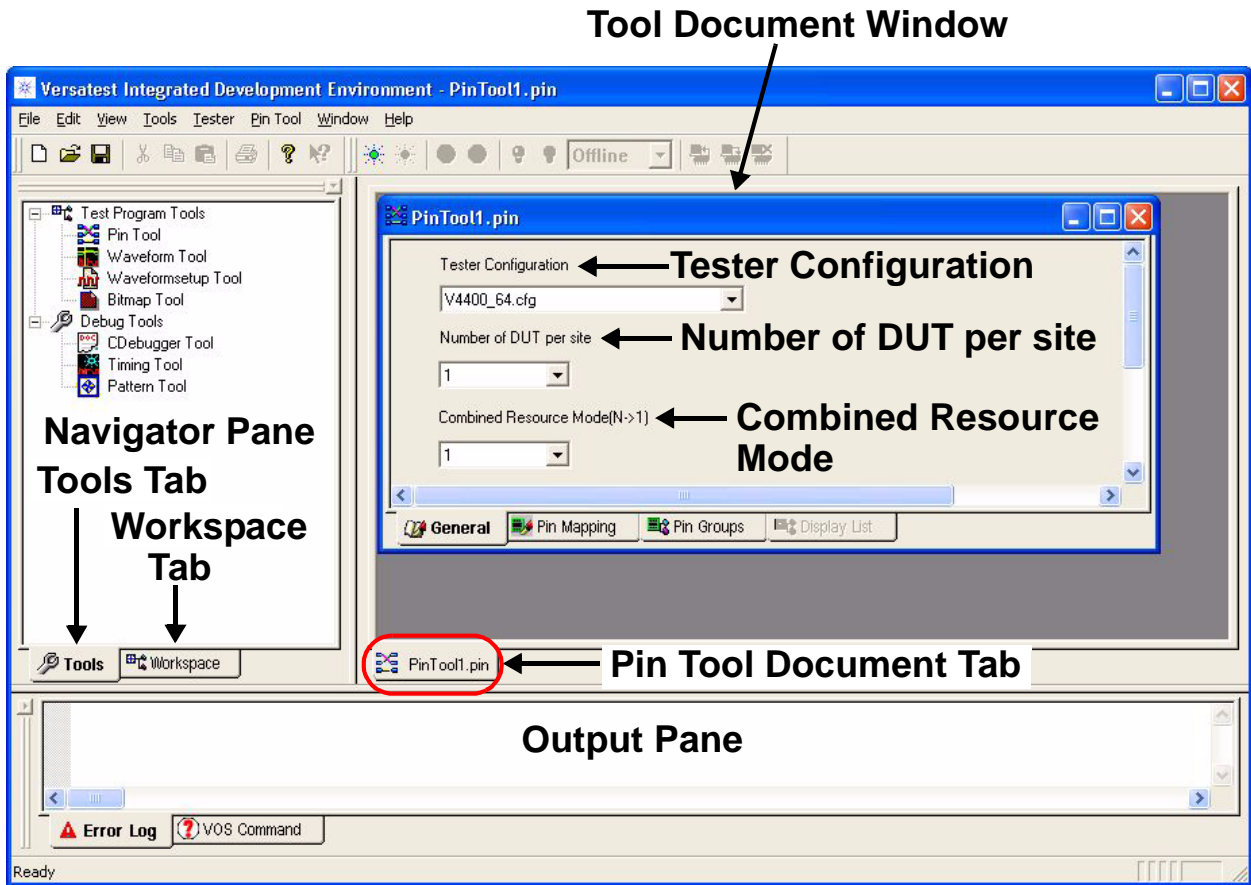 Tool Document Window
Versatest Integrated Development Environment - PinTool1.pin
File Edit View Tools Tester Pin Tool Window Help
Offline
Test Program Tools
Pin Tool
Waveform Tool
Waveformsetup Tool
Bitmap Tool
Debug Tools
CDebugger Tool
Timing Tool
Pattern Tool
Navigator Pane
Tools Tab
Workspace
Tab
Tools
Workspace
PinTool1.pin
Tester Configuration
Tester Configuration
V4400_64.cfg
Number of DUT per site
Number of DUT per site
1
Combined Resource Mode(N->1)
Combined Resource
Mode
1
General
Pin Mapping
Pin Groups
Display List
PinTool1.pin
Pin Tool Document Tab
Output Pane
Error Log
VOS Command
Ready